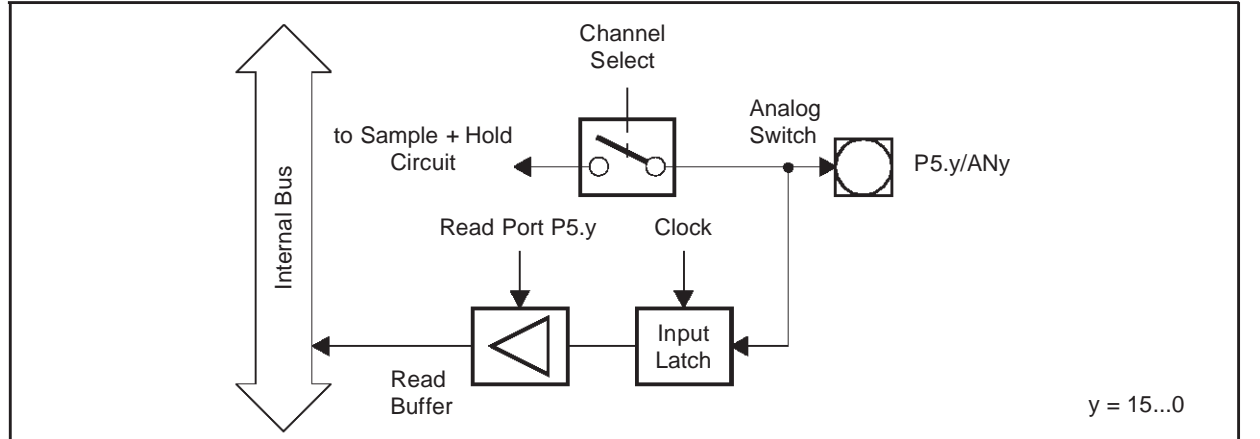 Channel
Select
Analog
Switch
to Sample + Hold
Circuit
P5.y/ANy
Internal Bus
Read Port P5.y
Clock
Input
Latch
Read
Buffer
y = 15...0